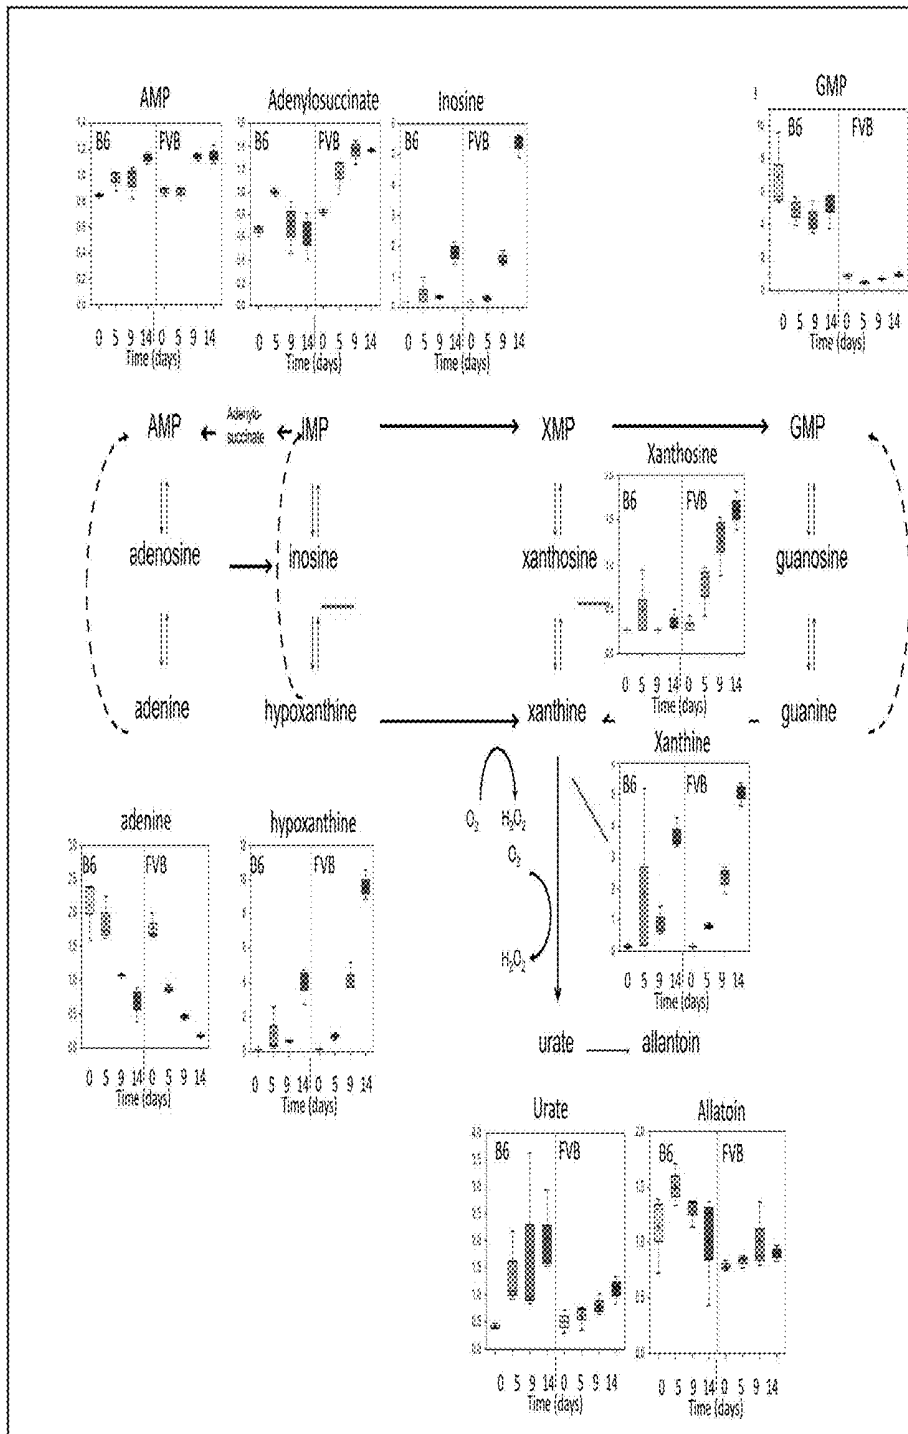 AMP
Adenylosuccinate
Inosine
GMP
B6 FVB
B6 FVB
B6 FVB
B6 FVB
0 5 9 14 0 5 9 14
Time (days)
0 5 9 14 0 5 9 14
Time (days)
0 5 9 14 0 5 9 14
Time (days)
0 5 9 14 0 5 9 14
Time (days)
AMP
Adenylo-
succinate
IMP
XMP
GMP
Xanthosine
B6 FVB
0 5 9 14 0 5 9 14
Time (days)
adenosine
inosine
xanthosine
guanosine
adenine
hypoxanthine
xanthine
guanine
Xanthine
B6 FVB
0 5 9 14 0 5 9 14
Time (days)
O2 H2O2
O2
H2O2
adenine
B6 FVB
0 5 9 14 0 5 9 14
Time (days)
hypoxanthine
B6 FVB
0 5 9 14 0 5 9 14
Time (days)
urate
allantoin
Urate
B6 FVB
0 5 9 14 0 5 9 14
Time (days)
Allatoin
B6 FVB
0 5 9 14 0 5 9 14
Time (days)